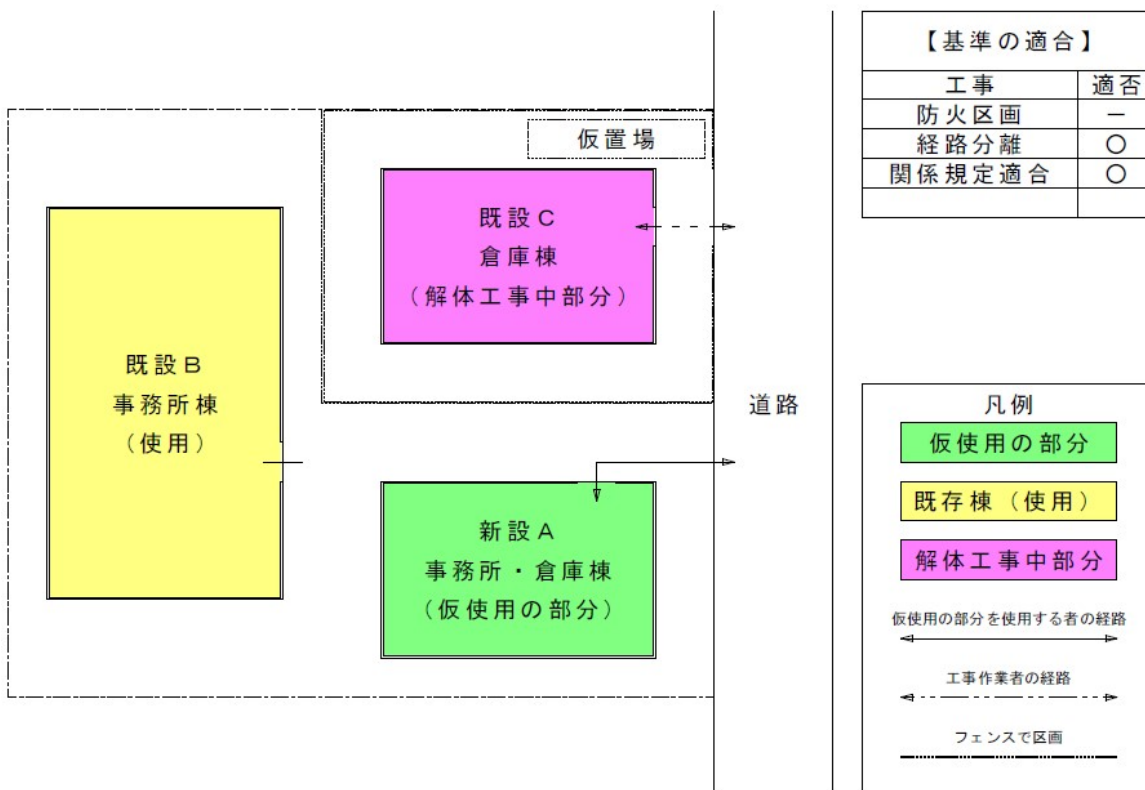 仮置場
既設C
倉庫棟
(解体工事中部分)
既設B
事務所棟
(使用)
新設A
事務所・倉庫棟
(仮使用の部分)
道路
【基準の適合】
工事 適否
防火区画 −
経路分離 〇
関係規定適合 〇
凡例
仮使用の部分
既存棟(使用)
解体工事中部分
仮使用の部分を使用する者の経路
工事作業者の経路
フェンスで区画